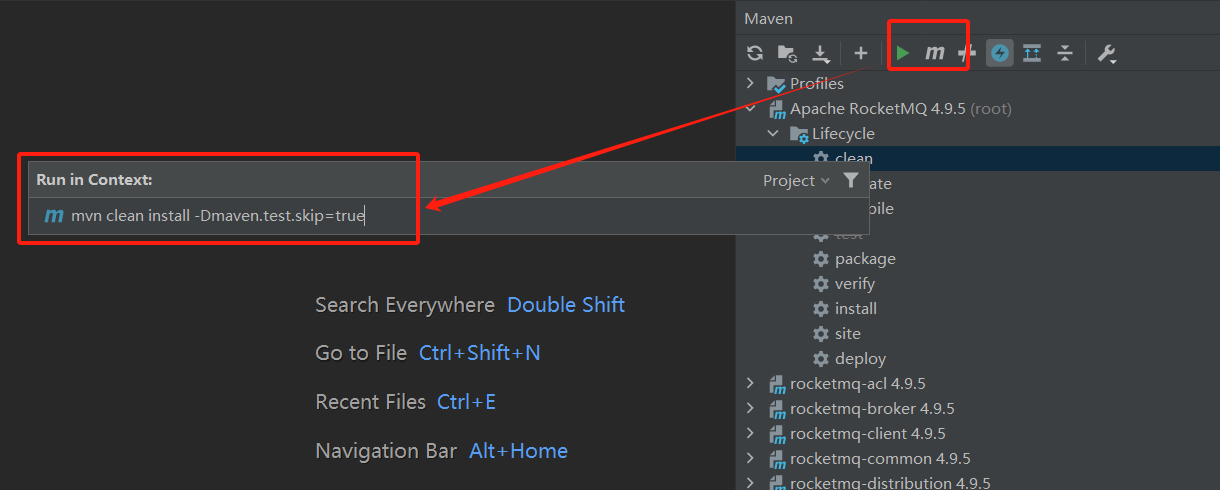 Maven
Profiles
Apache RocketMQ 4.9.5 (root)
Lifecycle
clean
Run in Context:
Project
ate
mvn clean install -Dmaven.test.skip=true
pile
test
package
verify
install
site
deploy
Search Everywhere Double Shift
Go to File Ctrl+Shift+N
Recent Files Ctrl+E
Navigation Bar Alt+Home
rocketmq-acl 4.9.5
rocketmq-broker 4.9.5
rocketmq-client 4.9.5
rocketmq-common 4.9.5
rocketmq-distribution 4.9.5